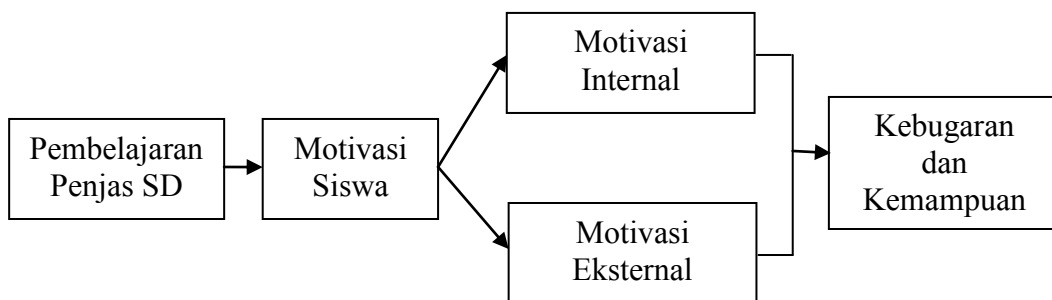 Pembelajaran
Penjas SD
Motivasi
Siswa
Motivasi
Internal
Motivasi
Eksternal
Kebugaran
dan
Kemampuan